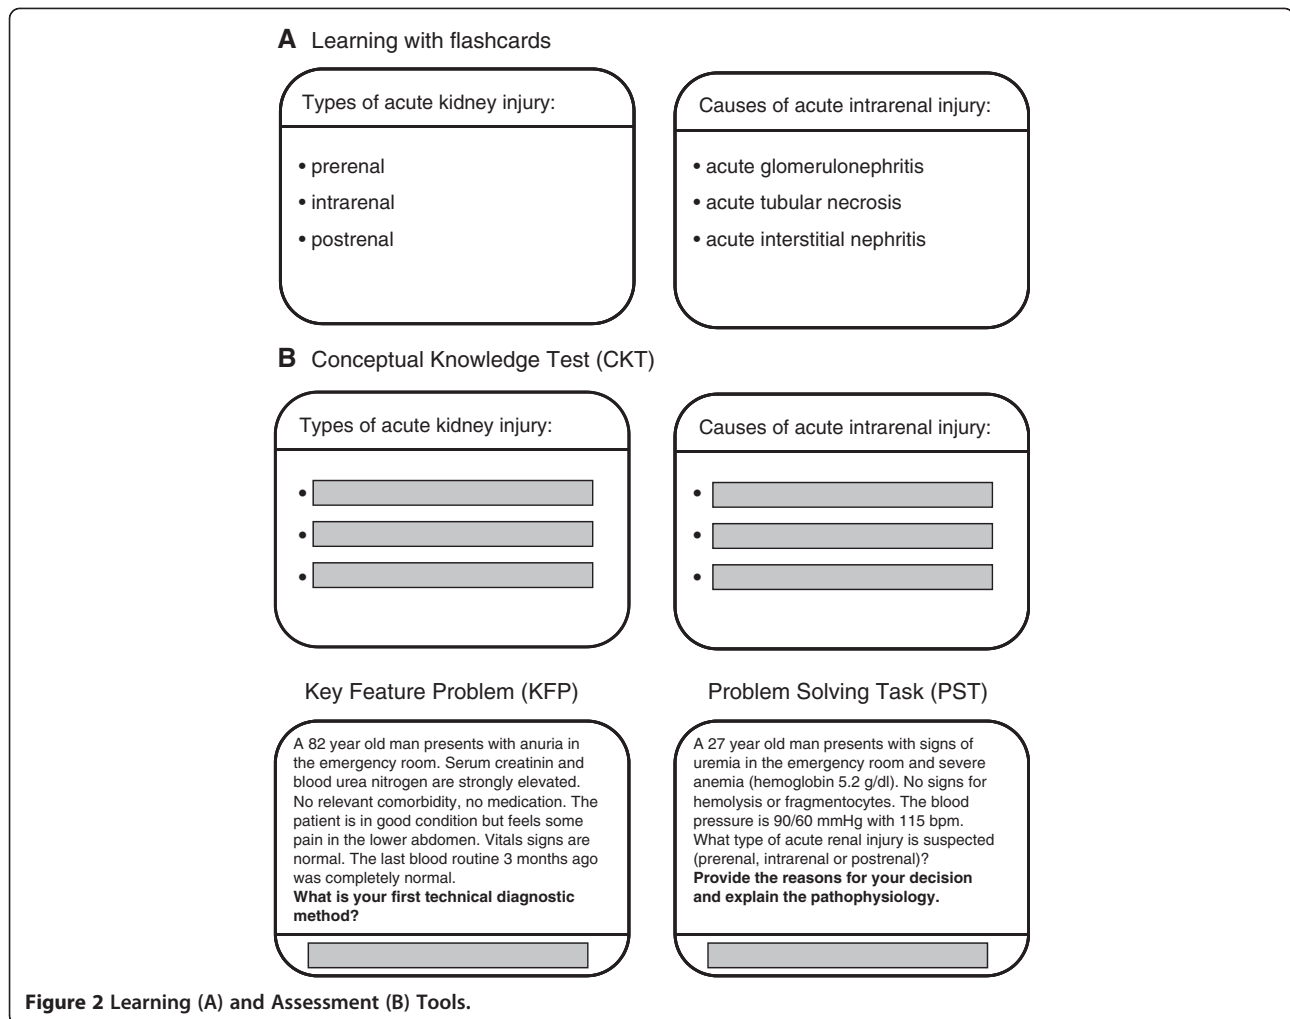 A Learning with flashcards
Types of acute kidney injury:
• prerenal
• intrarenal
• postrenal
Causes of acute intrarenal injury:
• acute glomerulonephritis
• acute tubular necrosis
• acute interstitial nephritis
B Conceptual Knowledge Test (CKT)
Types of acute kidney injury:
•
•
•
Causes of acute intrarenal injury:
•
•
•
Key Feature Problem (KFP)
A 82 year old man presents with anuria in
the emergency room. Serum creatinin and
blood urea nitrogen are strongly elevated.
No relevant comorbidity, no medication. The
patient is in good condition but feels some
pain in the lower abdomen. Vitals signs are
normal. The last blood routine 3 months ago
was completely normal.
What is your first technical diagnostic
method?
Problem Solving Task (PST)
A 27 year old man presents with signs of
uremia in the emergency room and severe
anemia (hemoglobin 5.2 g/dl). No signs for
hemolysis or fragmentocytes. The blood
pressure is 90/60 mmHg with 115 bpm.
What type of acute renal injury is suspected
(prerenal, intrarenal or postrenal)?
Provide the reasons for your decision
and explain the pathophysiology.
Figure 2 Learning (A) and Assessment (B) Tools.